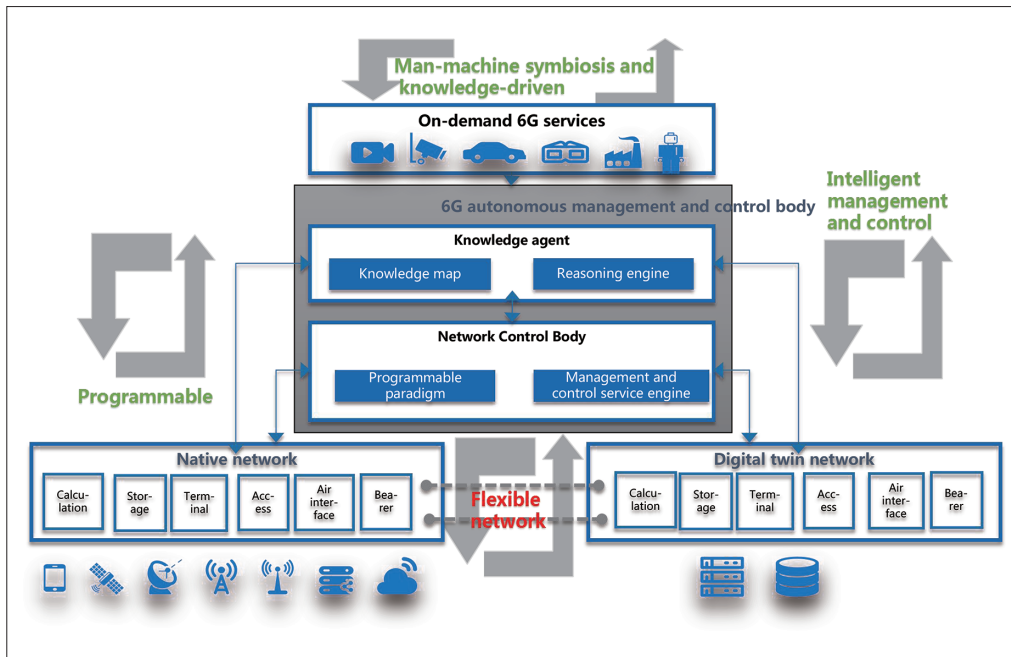 Man-machine symbiosis and
knowledge-driven
On-demand 6G services
6G autonomous management and control body
Intelligent
management
and control
Knowledge agent
Knowledge map
Reasoning engine
Network Control Body
Programmable
paradigm
Management and
control service engine
Programmable
Native network
Calcu-
lation
Stor-
age
Term-
inal
Acc-
ess
Air
inter-
face
Bea-
rer
Flexible
network
Digital twin network
Calcu-
lation
Stor-
age
Term-
inal
Acc-
ess
Air
inter-
face
Bea-
rer